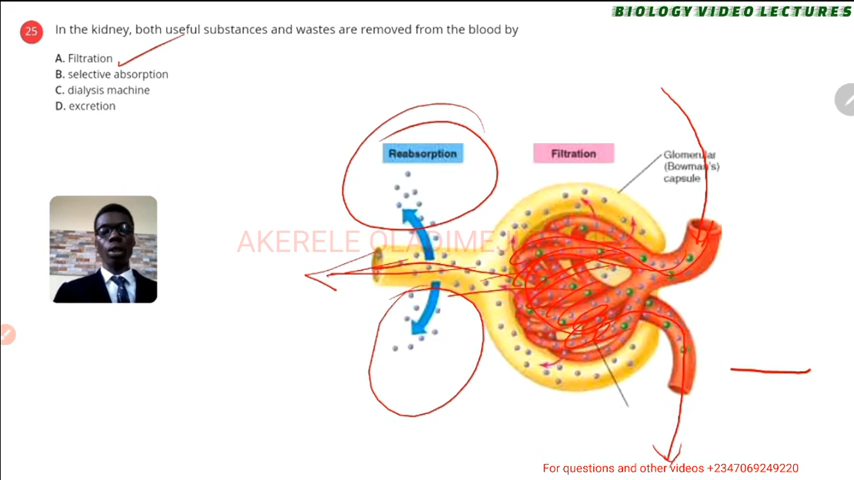 BIOLOGY VIDEO LECTURES
25 In the kidney, both useful substances and wastes are removed from the blood by
A. Filtration
B. selective absorption
C. dialysis machine
D. excretion
Reabsorption
Filtration
Glomerular
(Bowman's)
capsule
For questions and other videos +2347069249220